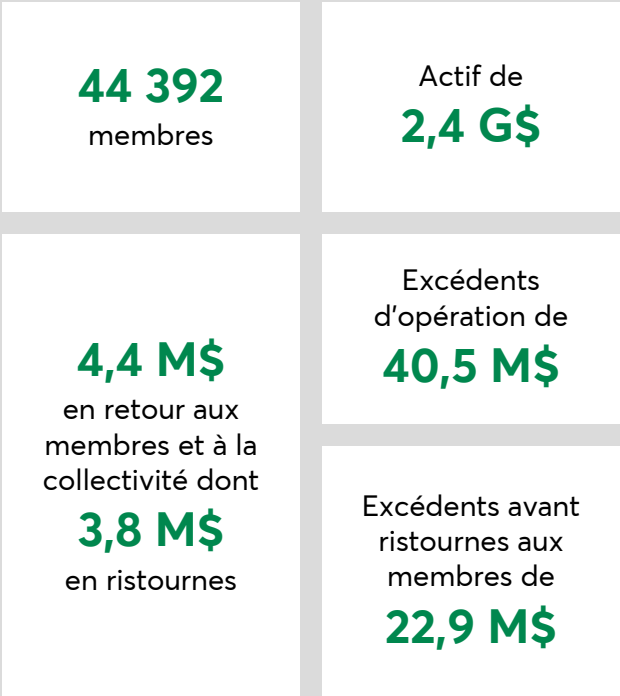 44 392
membres
Actif de
2,4 G$
4,4 M$
en retour aux
membres et à la
collectivité dont
3,8 M$
en ristournes
Excédents
d'opération de
40,5 M$
Excédents avant
ristournes aux
membres de
22,9 M$